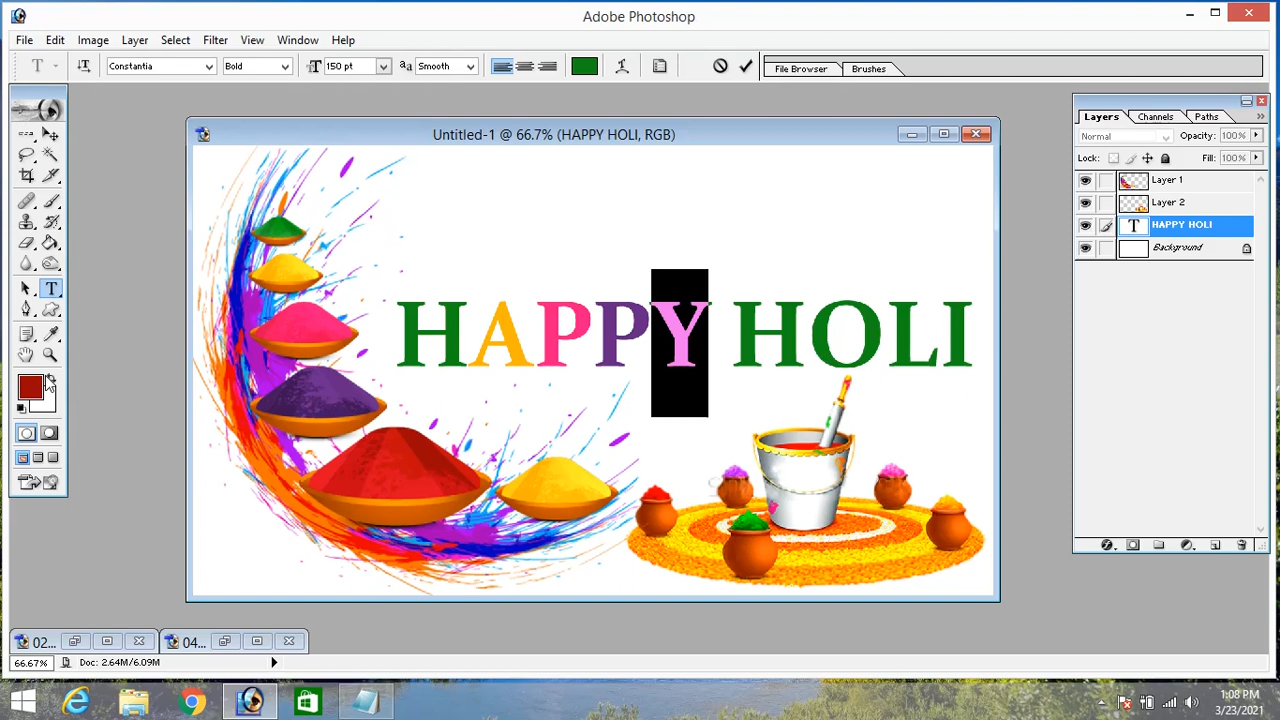 Adobe Photoshop
File Edit Image Layer Select Filter View Window Help
T T Constantia Bold T 150 pt aa Smooth File Browser Brushes
Untitled-1 @ 66.7% (HAPPY HOLI, RGB)
HAPPY HOLI
Layers Channels Paths
Normal Opacity: 100%
Lock: Fill: 100%
Layer 1
Layer 2
T HAPPY HOLI
Background
T
02... 04...
66.67% Doc: 2.64M/6.09M
1:08 PM
3/23/2021